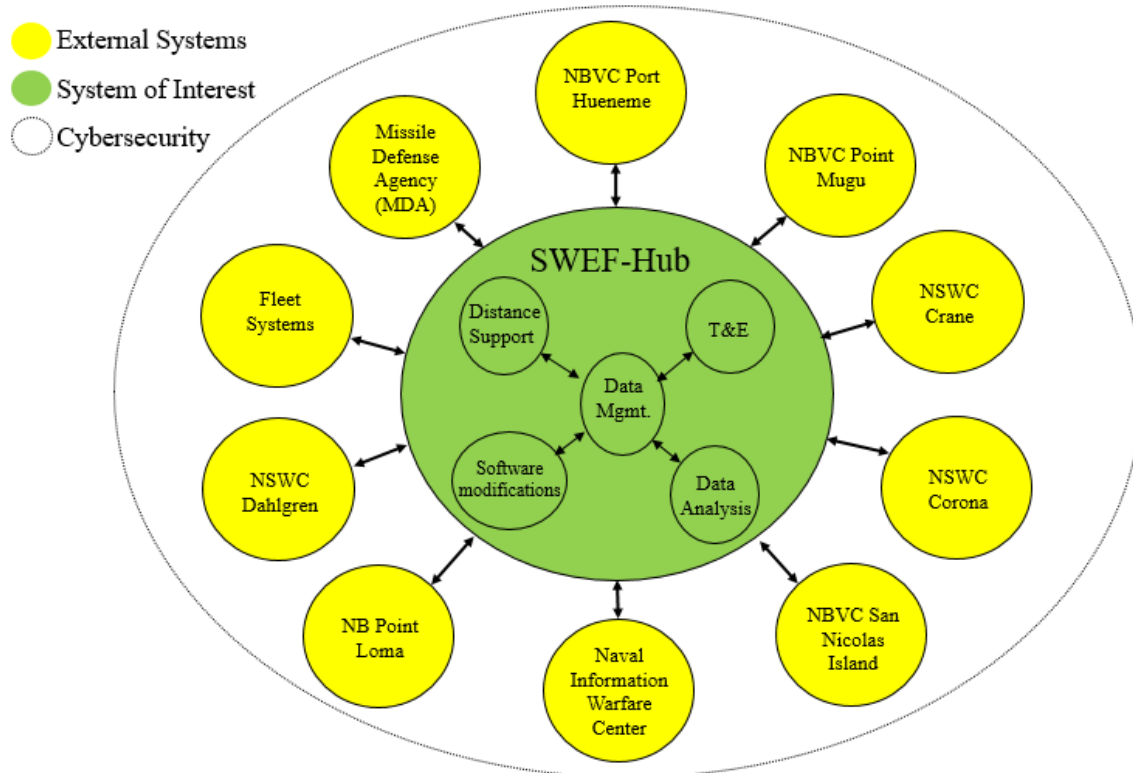 External Systems
System of Interest
Cybersecurity
NBVC Port
Hueneme
Missile
Defense
Agency
(MDA)
NBVC Point
Mugu
SWEF-Hub
Fleet
Systems
Distance
Support
T&E
NSWC
Crane
Data
Mgmt.
NSWC
Dahlgren
Software
modifications
Data
Analysis
NSWC
Corona
NB Point
Loma
Naval
Information
Warfare
Center
NBVC San
Nicolas
Island